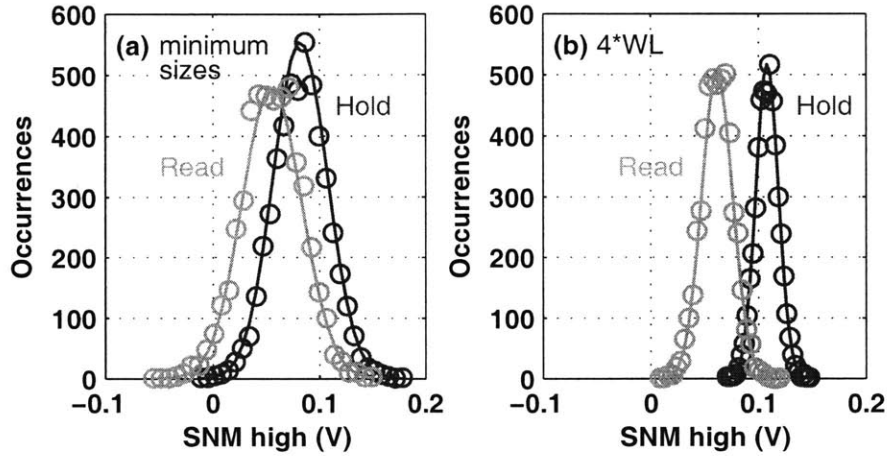 600
500
400
300
200
100
0
Occurrences
(a) minimum
sizes
Hold
Read
−0.1 0 0.1 0.2
SNM high (V)
600
500
400
300
200
100
0
Occurrences
(b) 4*WL
Hold
Read
−0.1 0 0.1 0.2
SNM high (V)